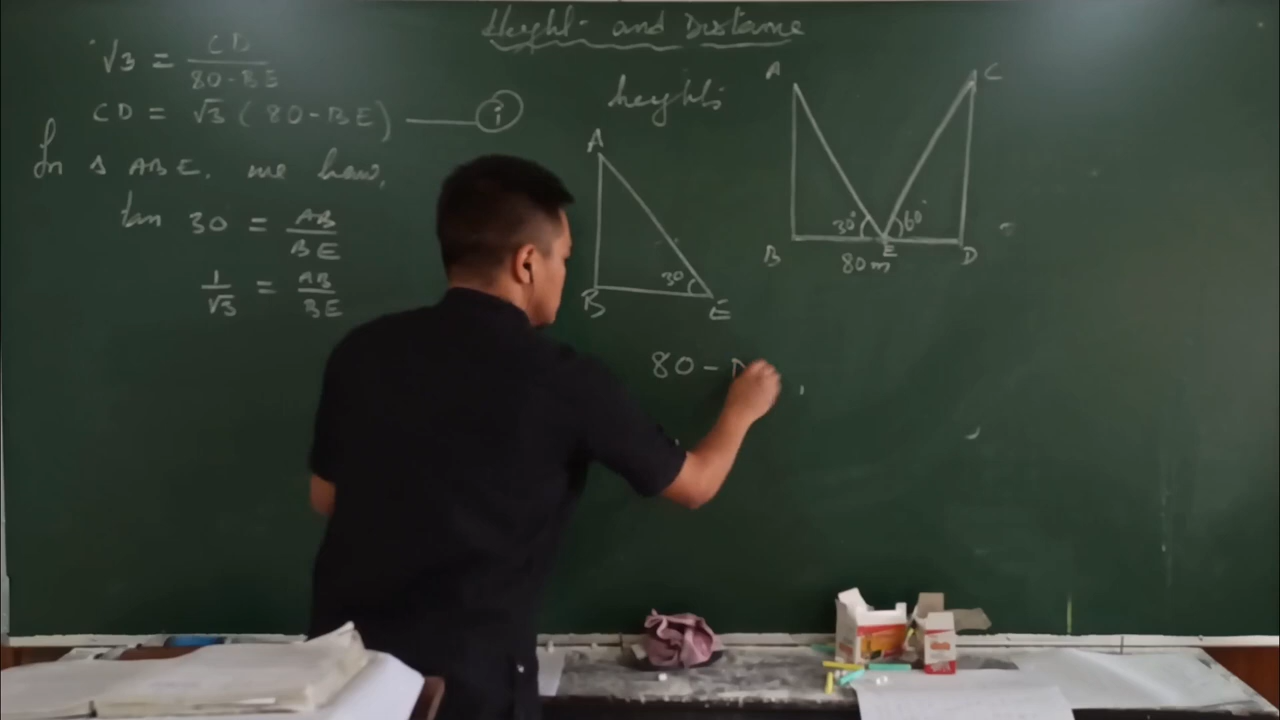 Height and Distance
√3 = CD / 80-BE
CD = √3 (80-BE) —— (i)
In Δ ABE, we have,
tan 30 = AB / BE
1/√3 = AB / BE
heights
A
B
E
30
80 - D
A
C
30°
60°
B
E
D
80 m